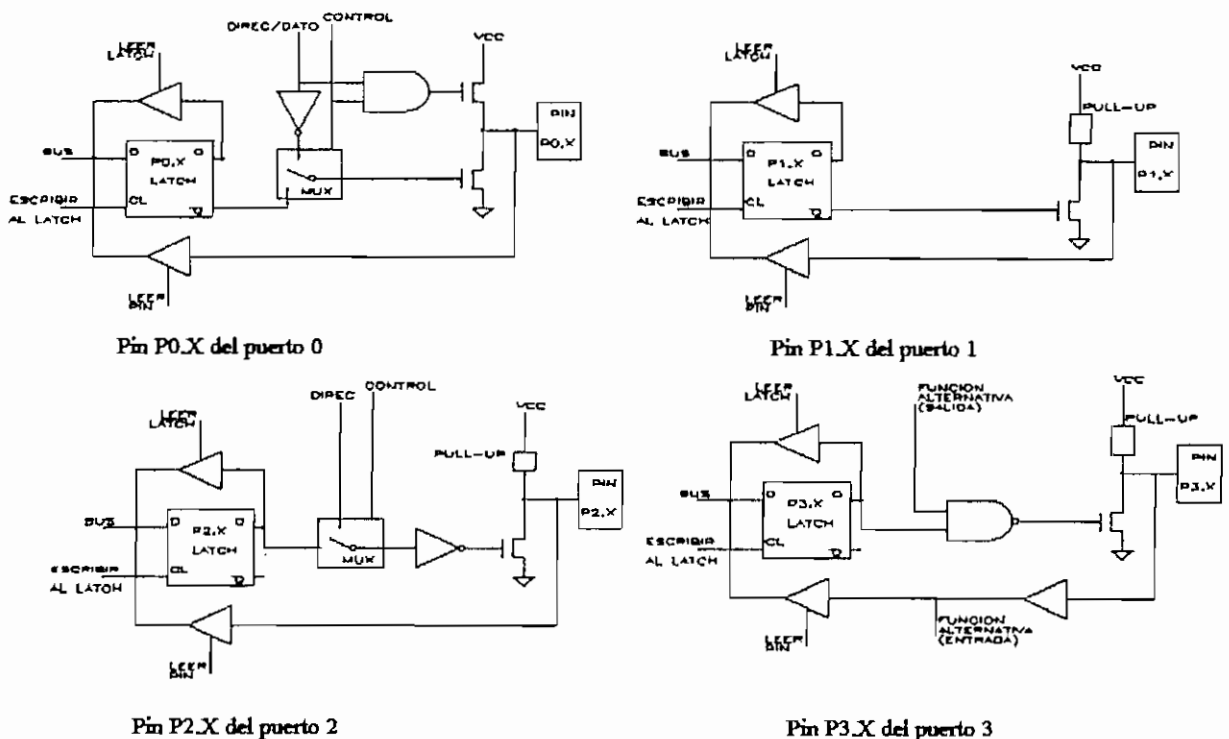 DIREC/DATO
CONTROL
LEER
LATCH
VCC
PIN
P0.X
BUS
D
Q
P0.X
LATCH
CL
Q
MUX
ESCRIBIR
AL LATCH
LEER
PIN
Pin P0.X del puerto 0
LEER
LATCH
VCC
PULL-UP
PIN
P1.X
BUS
D
Q
P1.X
LATCH
CL
Q
ESCRIBIR
AL LATCH
LEER
PIN
Pin P1.X del puerto 1
DIREC
CONTROL
LEER
LATCH
VCC
PULL-UP
PIN
P2.X
BUS
D
Q
P2.X
LATCH
CL
Q
MUX
ESCRIBIR
AL LATCH
LEER
PIN
Pin P2.X del puerto 2
FUNCION
ALTERNATIVA
(SALIDA)
LEER
LATCH
VCC
PULL-UP
PIN
P3.X
BUS
D
Q
P3.X
LATCH
CL
Q
ESCRIBIR
AL LATCH
LEER
PIN
FUNCION
ALTERNATIVA
(ENTRADA)
Pin P3.X del puerto 3